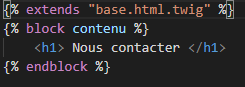 {% extends "base.html.twig" %}
{% block contenu %}
<h1> Nous contacter </h1>
{% endblock %}